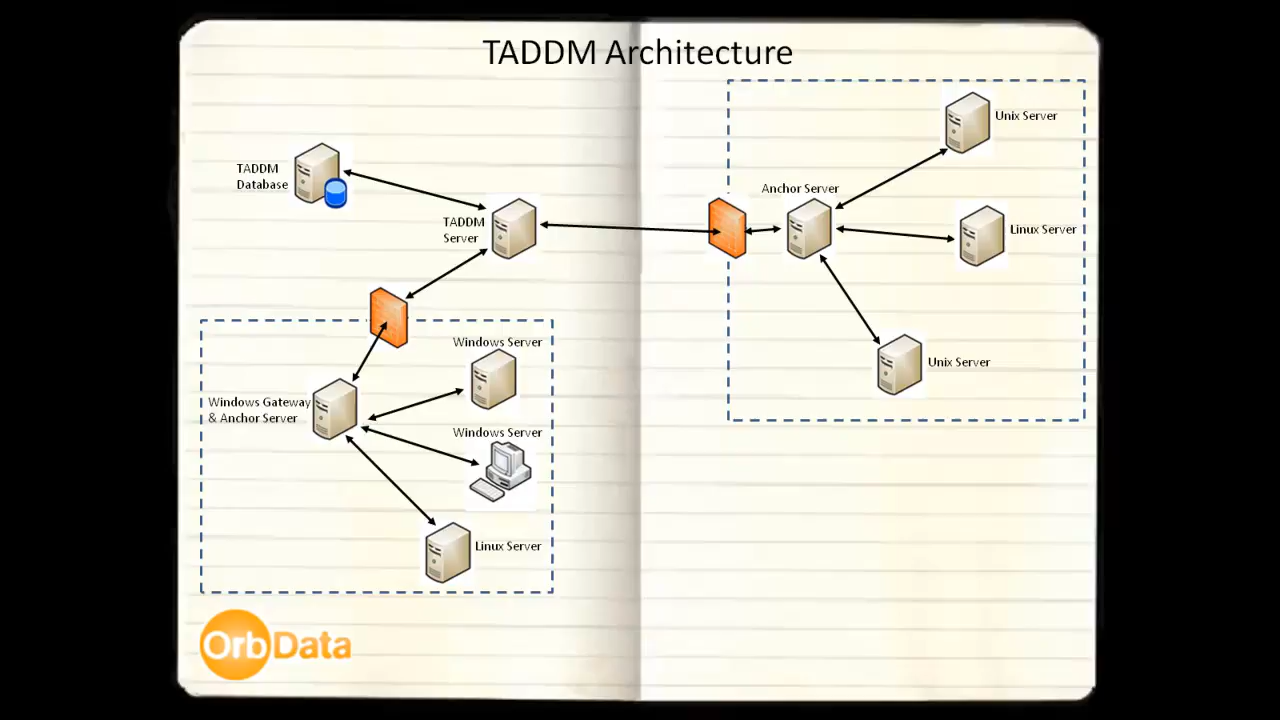 TADDM Architecture
TADDM
Database
TADDM
Server
Windows Gateway
& Anchor Server
Windows Server
Windows Server
Linux Server
Anchor Server
Unix Server
Linux Server
Unix Server
OrbData